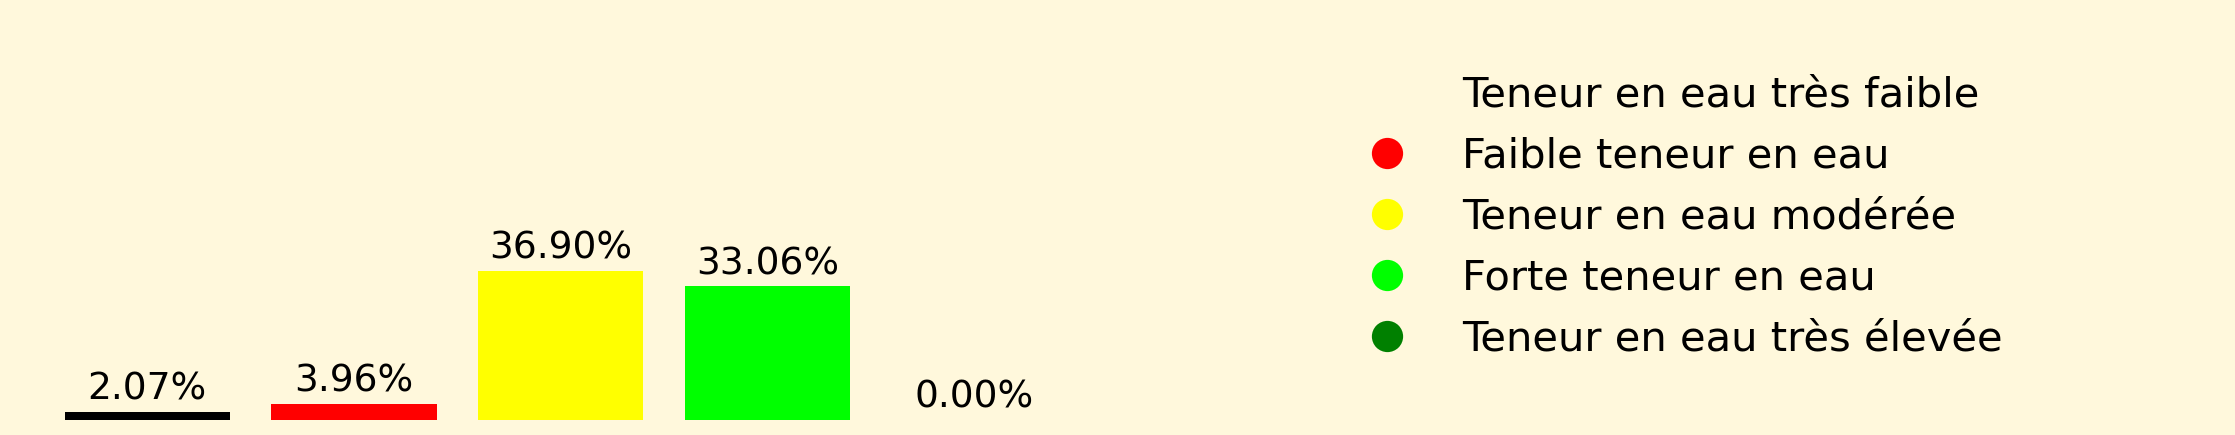 2.07%
3.96%
36.90%
33.06%
0.00%
Teneur en eau très faible
Faible teneur en eau
Teneur en eau modérée
Forte teneur en eau
Teneur en eau très élevée